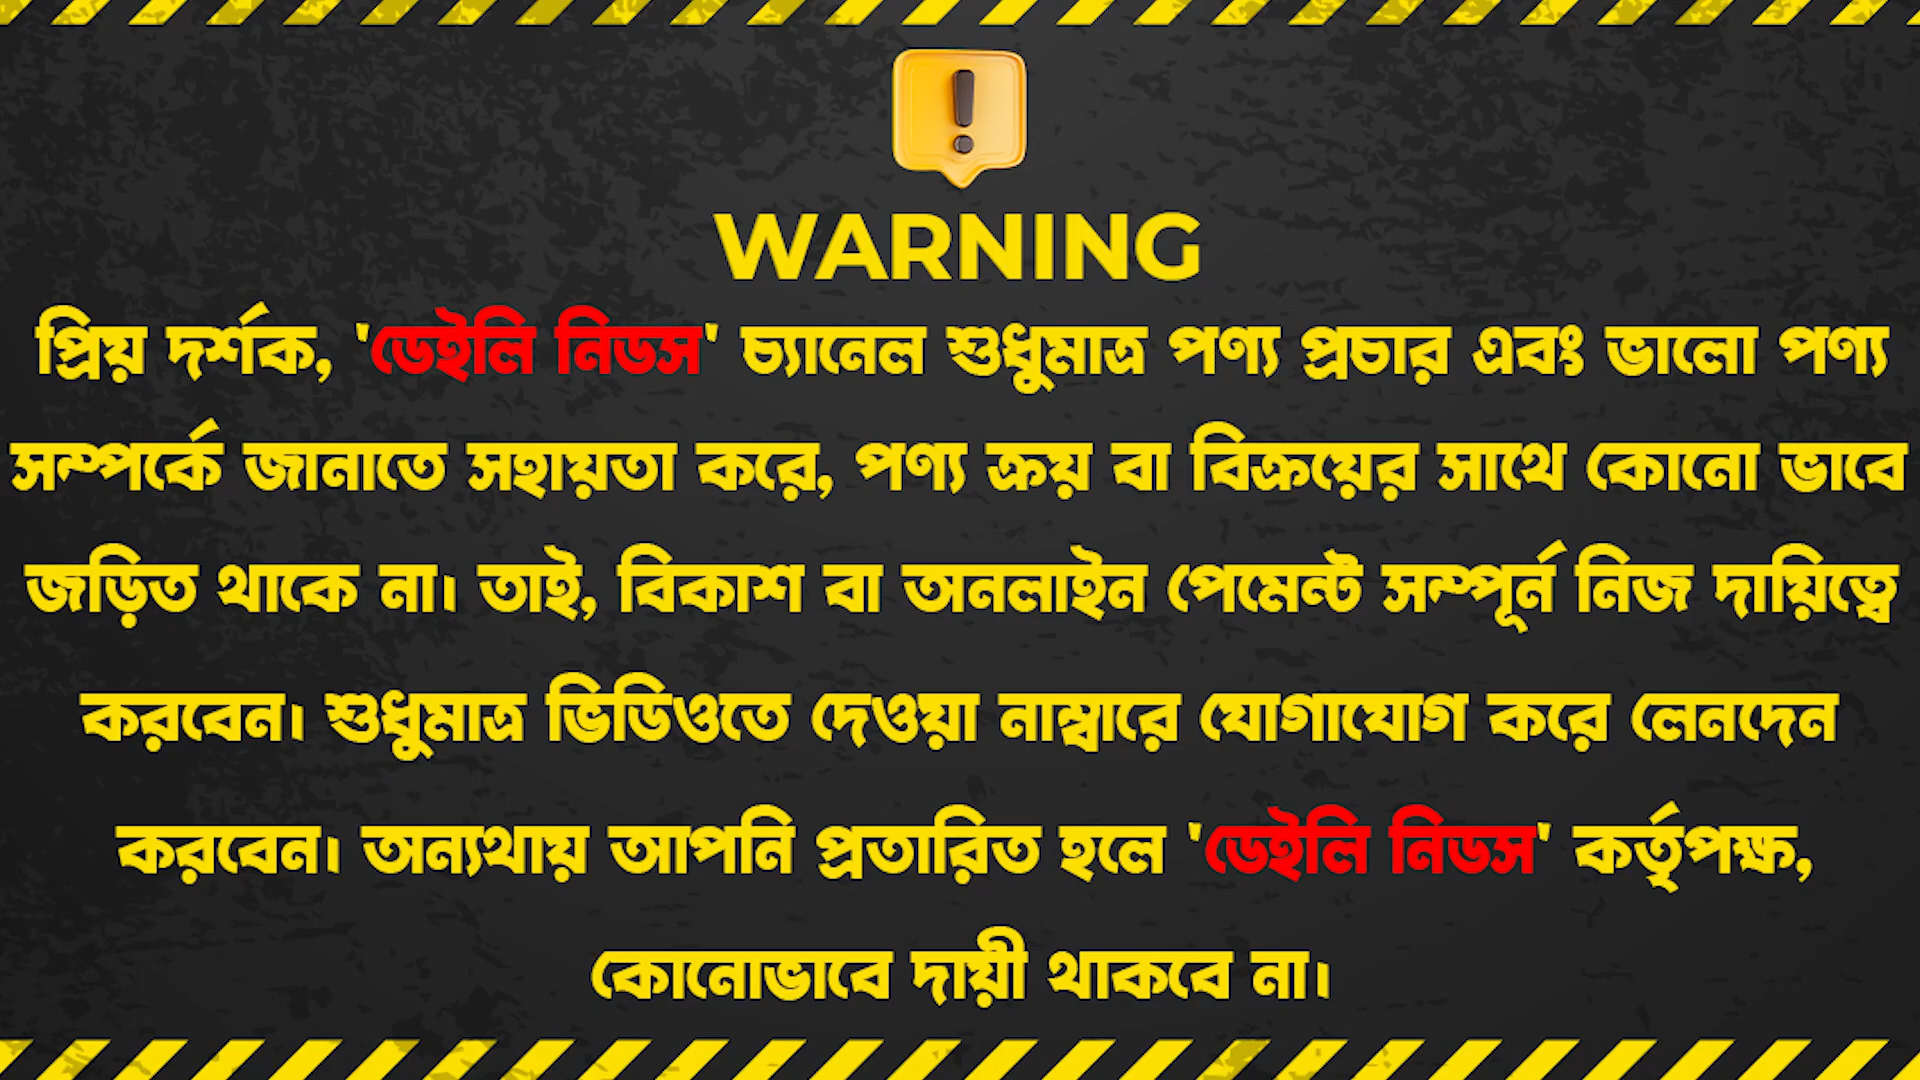 WARNING
প্রিয় দর্শক, 'ডেইলি নিডস' চ্যানেল শুধুমাত্র পণ্য প্রচার এবং ভালো পণ্য
সম্পর্কে জানাতে সহায়তা করে, পণ্য ক্রয় বা বিক্রয়ের সাথে কোনো ভাবে
জড়িত থাকে না। তাই, বিকাশ বা অনলাইন পেমেন্ট সম্পূর্ন নিজ দায়িত্বে
করবেন। শুধুমাত্র ভিডিওতে দেওয়া নাম্বারে যোগাযোগ করে লেনদেন
করবেন। অন্যথায় আপনি প্রতারিত হলে 'ডেইলি নিডস' কর্তৃপক্ষ,
কোনোভাবে দায়ী থাকবে না।